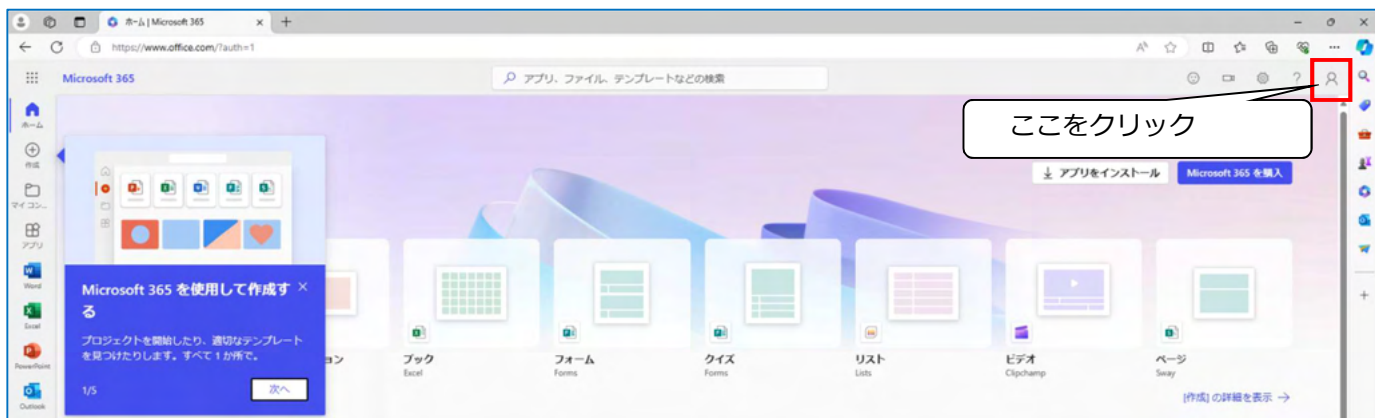 ホーム | Microsoft 365
https://www.office.com/?auth=1
Microsoft 365
アプリ、ファイル、テンプレートなどの検索
?
ここをクリック
ホーム
作成
マイ コン...
アプリ
Word
Excel
PowerPoint
Outlook
アプリをインストール
Microsoft 365 を購入
Microsoft 365 を使用して作成す
る
プロジェクトを開始したり、適切なテンプレート
を見つけたりします。すべて 1 か所で。
1/5
次へ
ョン
ブック
Excel
フォーム
Forms
クイズ
Forms
リスト
Lists
ビデオ
Clipchamp
ページ
Sway
[作成] の詳細を表示 →